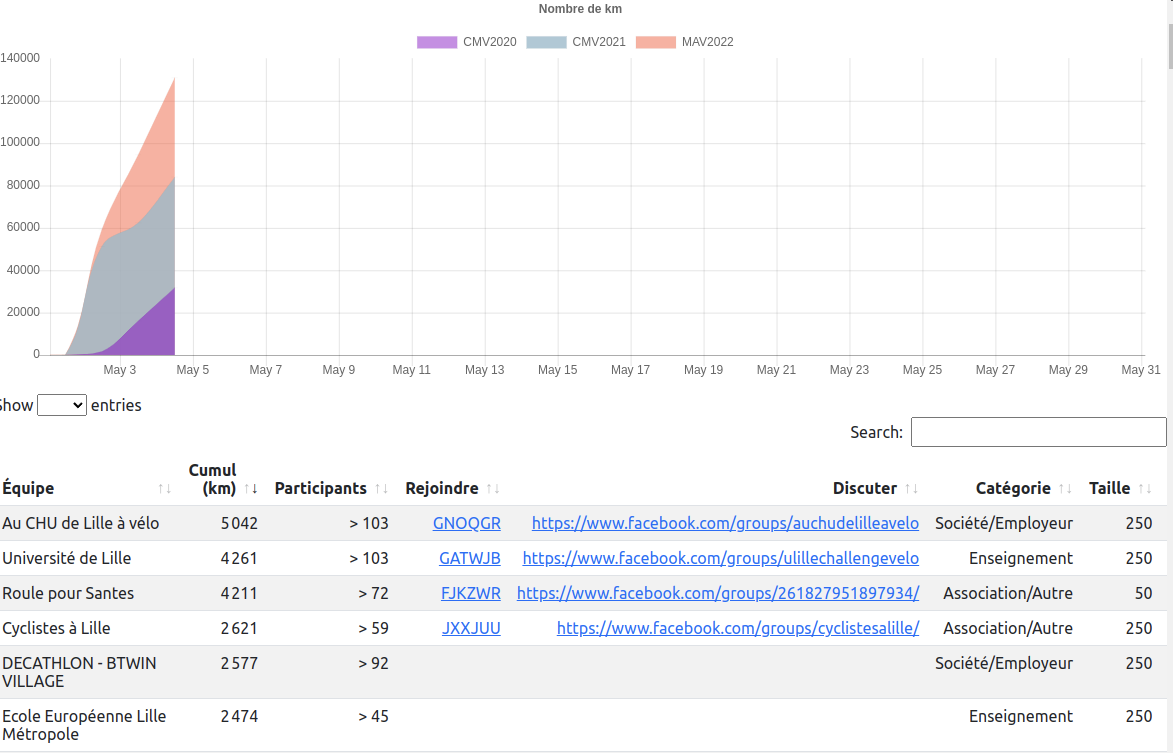 Nombre de km
CMV2020 CMV2021 MAV2022
140000
120000
100000
80000
60000
40000
20000
0
May 3 May 5 May 7 May 9 May 11 May 13 May 15 May 17 May 19 May 21 May 23 May 25 May 27 May 29 May 31
Show entries
Search:
Équipe Cumul (km) Participants Rejoindre Discuter Catégorie Taille
Au CHU de Lille à vélo 5 042 > 103 GNOQGR https://www.facebook.com/groups/auchudelilleavelo Société/Employeur 250
Université de Lille 4 261 > 103 GATWJB https://www.facebook.com/groups/ulillechallengevelo Enseignement 250
Roule pour Santes 4 211 > 72 FJKZWR https://www.facebook.com/groups/261827951897934/ Association/Autre 50
Cyclistes à Lille 2 621 > 59 JXXJUU https://www.facebook.com/groups/cyclistesalille/ Association/Autre 250
DECATHLON - BTWIN VILLAGE 2 577 > 92 Société/Employeur 250
Ecole Européenne Lille Métropole 2 474 > 45 Enseignement 250